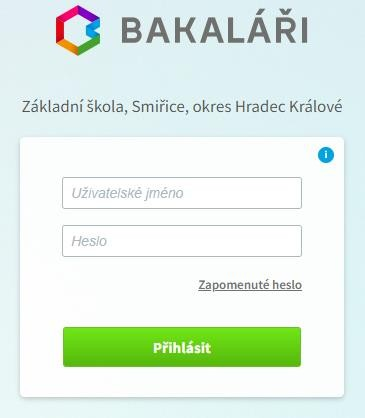 BAKALÁŘI
Základní škola, Smiřice, okres Hradec Králové
i
Uživatelské jméno
Heslo
Zapomenuté heslo
Přihlásit